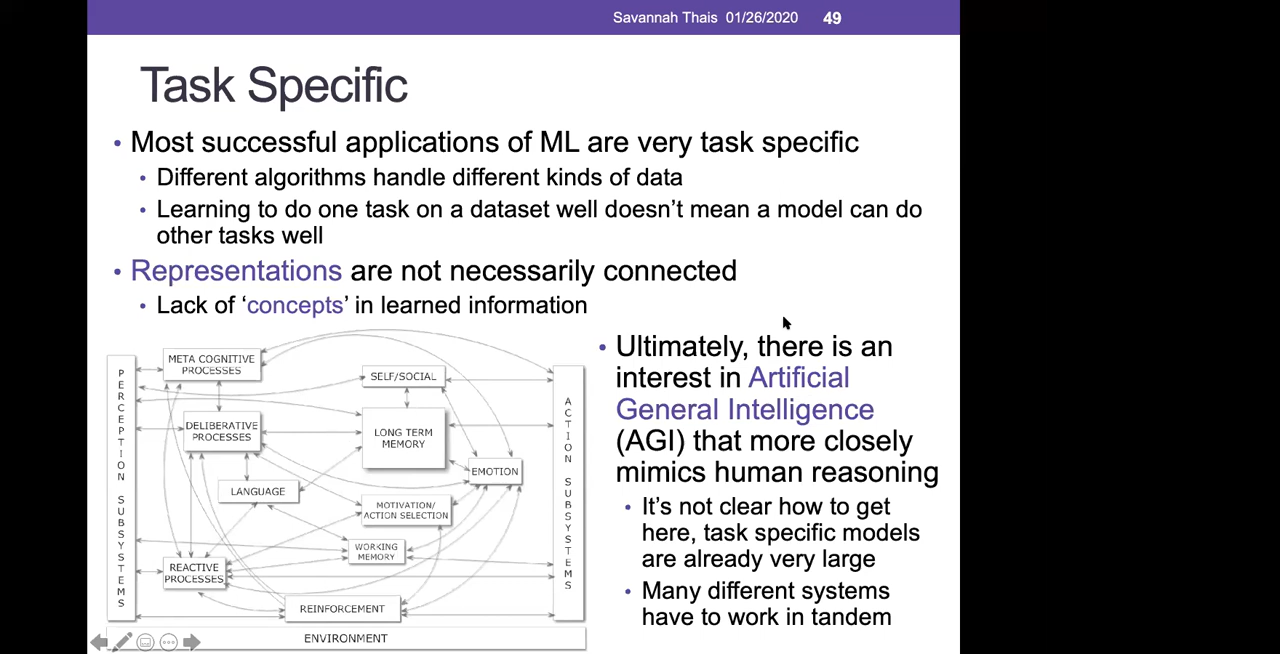 Savannah Thais 01/26/2020 49
Task Specific
• Most successful applications of ML are very task specific
• Different algorithms handle different kinds of data
• Learning to do one task on a dataset well doesn’t mean a model can do
other tasks well
• Representations are not necessarily connected
• Lack of ‘concepts’ in learned information
PERCEPTION SUBSYSTEMS
META COGNITIVE
PROCESSES
SELF/SOCIAL
DELIBERATIVE
PROCESSES
LONG TERM
MEMORY
EMOTION
LANGUAGE
MOTIVATION/
ACTION SELECTION
WORKING
MEMORY
REACTIVE
PROCESSES
REINFORCEMENT
ACTION SUBSYSTEMS
ENVIRONMENT
• Ultimately, there is an
interest in Artificial
General Intelligence
(AGI) that more closely
mimics human reasoning
• It’s not clear how to get
here, task specific models
are already very large
• Many different systems
have to work in tandem